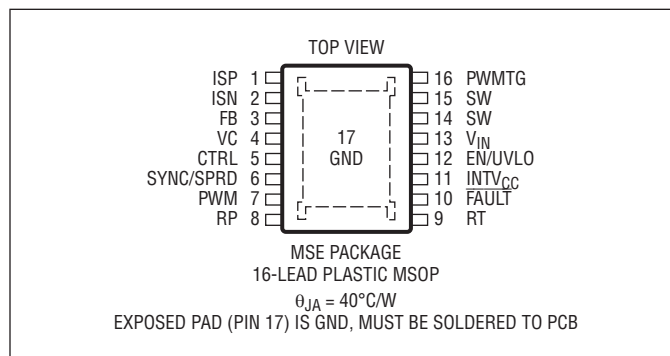 TOP VIEW
ISP 1
ISN 2
FB 3
VC 4
CTRL 5
SYNC/SPRD 6
PWM 7
RP 8
17
GND
16 PWMTG
15 SW
14 SW
13 VIN
12 EN/UVLO
11 INTVCC
10 FAULT
9 RT
MSE PACKAGE
16-LEAD PLASTIC MSOP
θJA = 40°C/W
EXPOSED PAD (PIN 17) IS GND, MUST BE SOLDERED TO PCB